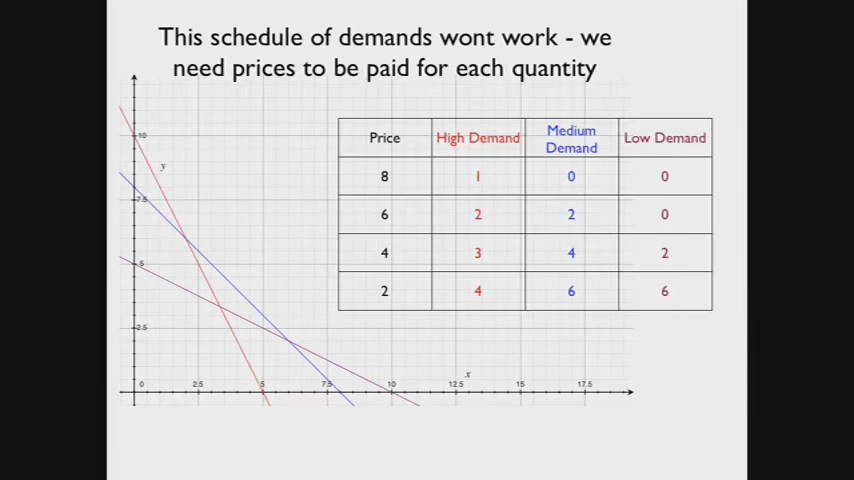 This schedule of demands wont work - we
need prices to be paid for each quantity
Price High Demand Medium Demand Low Demand
8 1 0 0
6 2 2 0
4 3 4 2
2 4 6 6
10
y
7.5
5
2.5
x
0 2.5 5 7.5 10 12.5 15 17.5